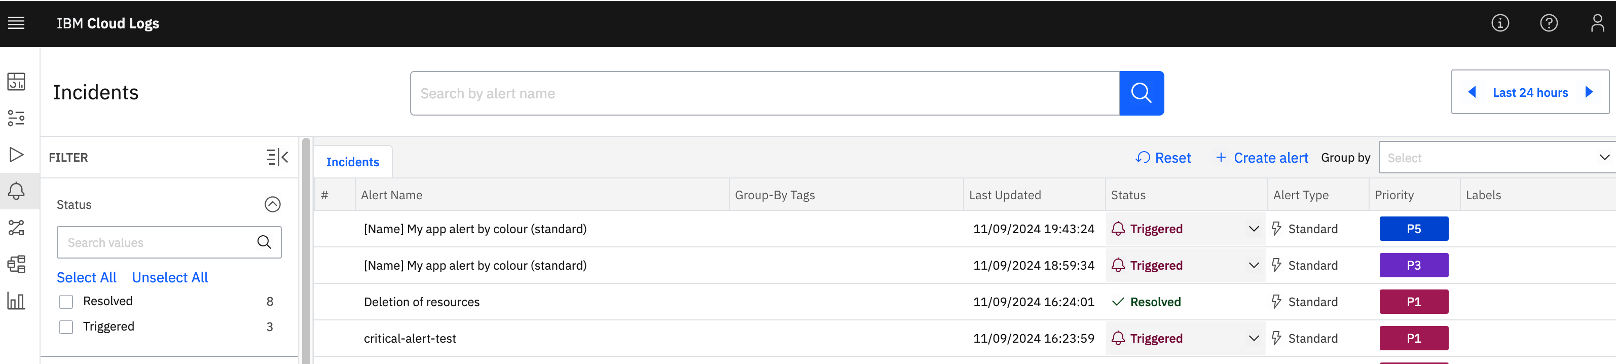 IBM Cloud Logs
Incidents
Search by alert name
Last 24 hours
FILTER
Status
Search values
Select All Unselect All
Resolved 8
Triggered 3
Incidents
Reset + Create alert Group by Select
# Alert Name Group-By Tags Last Updated Status Alert Type Priority Labels
[Name] My app alert by colour (standard) 11/09/2024 19:43:24 Triggered Standard P5
[Name] My app alert by colour (standard) 11/09/2024 18:59:34 Triggered Standard P3
Deletion of resources 11/09/2024 16:24:01 Resolved Standard P1
critical-alert-test 11/09/2024 16:23:59 Triggered Standard P1